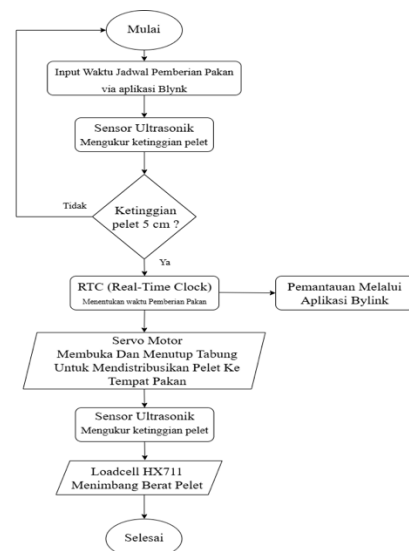 Mulai
Input Waktu Jadwal Pemberian Pakan
via aplikasi Blynk
Sensor Ultrasonik
Mengukur ketinggian pelet
Tidak
Ketinggian
pelet 5 cm ?
Ya
RTC (Real-Time Clock)
Menentukan waktu Pemberian Pakan
Pemantauan Melalui
Aplikasi Bylink
Servo Motor
Membuka Dan Menutup Tabung
Untuk Mendistribusikan Pelet Ke
Tempat Pakan
Sensor Ultrasonik
Mengukur ketinggian pelet
Loadcell HX711
Menimbang Berat Pelet
Selesai